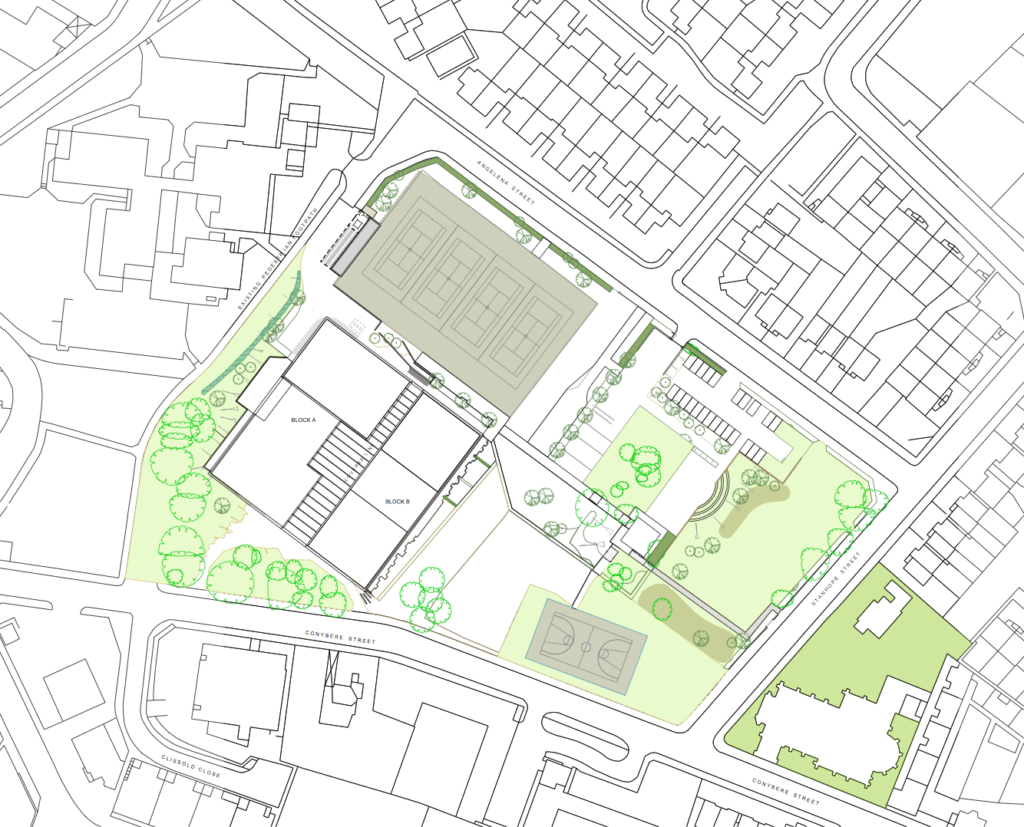 ANGELENA STREET
EXISTING PEDESTRIAN FOOTPATH
BLOCK A
BLOCK B
STANHOPE STREET
CONYBERE STREET
CLISSOLD CLOSE
CONYBERE STREET